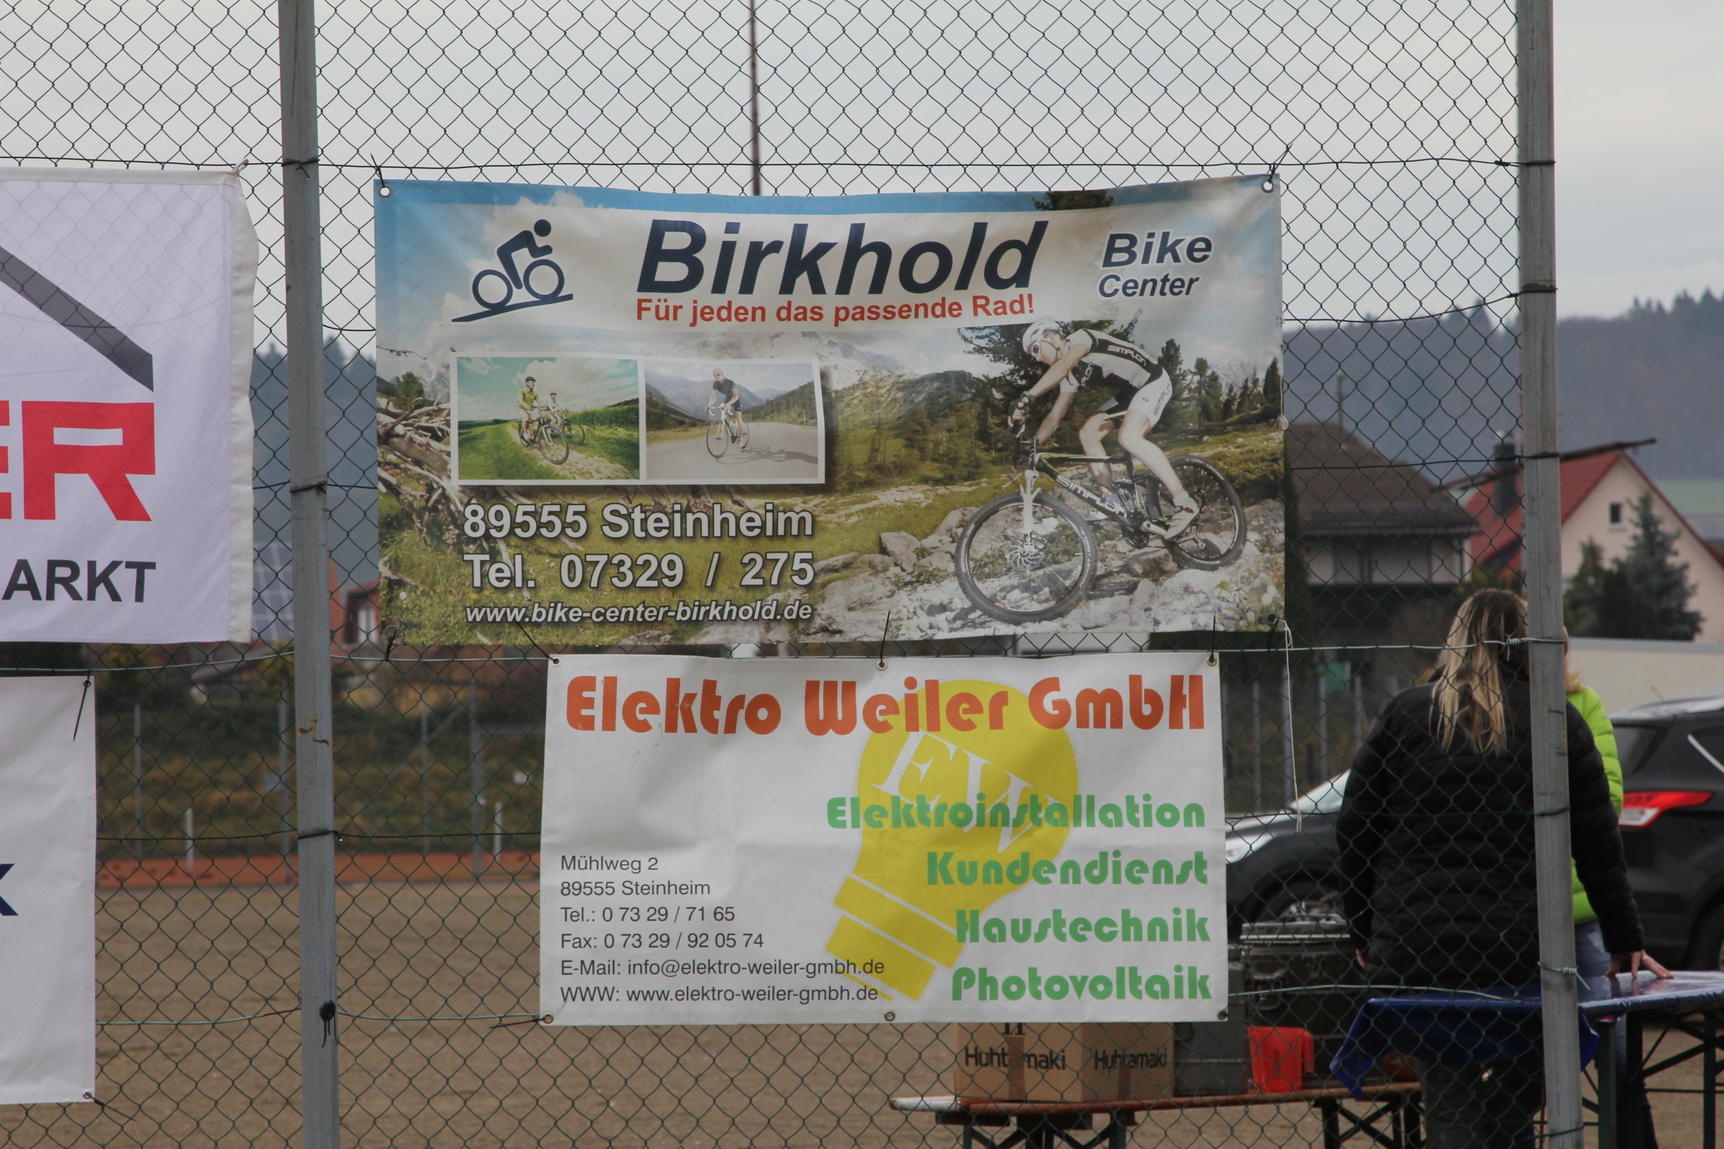 ER
ARKT
Birkhold
Bike
Center
Für jeden das passende Rad!
SIMPLON
SIMPLON
89555 Steinheim
Tel. 07329 / 275
www.bike-center-birkhold.de
Elektro Weiler GmbH
EW
Elektroinstallation
Kundendienst
Haustechnik
Photovoltaik
Mühlweg 2
89555 Steinheim
Tel.: 0 73 29 / 71 65
Fax: 0 73 29 / 92 05 74
E-Mail: info@elektro-weiler-gmbh.de
WWW: www.elektro-weiler-gmbh.de
Huhtamaki
Huhtamaki